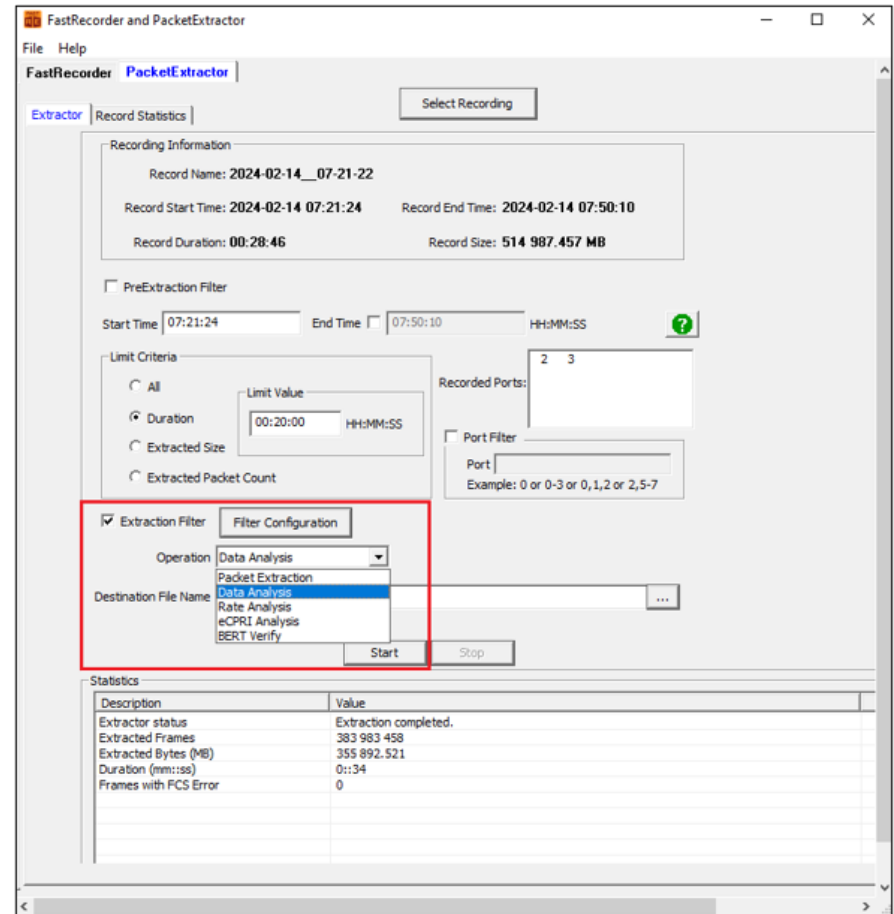 FastRecorder and PacketExtractor
File Help
FastRecorder PacketExtractor
Select Recording
Extractor Record Statistics
Recording Information
Record Name: 2024-02-14__07-21-22
Record Start Time: 2024-02-14 07:21:24 Record End Time: 2024-02-14 07:50:10
Record Duration: 00:28:46 Record Size: 514 987.457 MB
PreExtraction Filter
Start Time 07:21:24 End Time 07:50:10 HH:MM:SS ?
Limit Criteria
All
Limit Value
Duration 00:20:00 HH:MM:SS
Extracted Size
Extracted Packet Count
Recorded Ports: 2 3
Port Filter
Port
Example: 0 or 0-3 or 0,1,2 or 2,5-7
Extraction Filter Filter Configuration
Operation Data Analysis
Packet Extraction
Data Analysis
Rate Analysis
eCPRI Analysis
BERT Verify
Destination File Name ...
Start Stop
Statistics
Description Value
Extractor status Extraction completed.
Extracted Frames 383 983 458
Extracted Bytes (MB) 355 892.521
Duration (mm::ss) 0::34
Frames with FCS Error 0